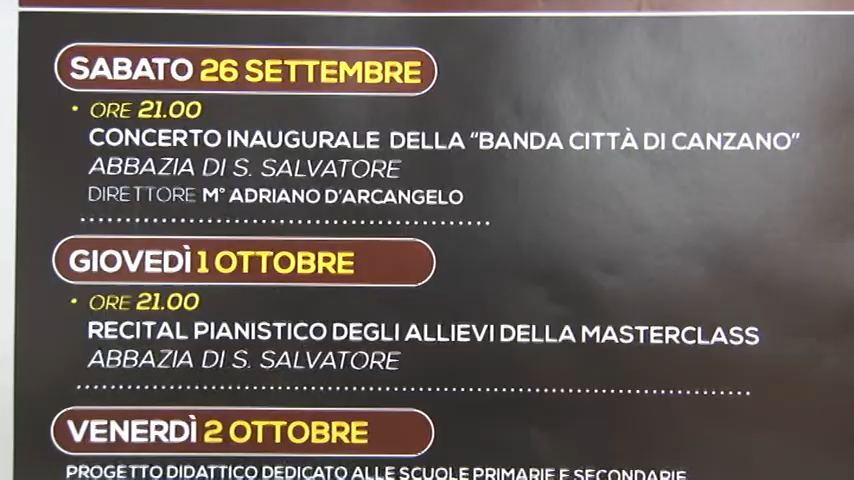 SABATO 26 SETTEMBRE
• ORE 21.00
CONCERTO INAUGURALE DELLA "BANDA CITTÀ DI CANZANO"
ABBAZIA DI S. SALVATORE
DIRETTORE M° ADRIANO D'ARCANGELO
GIOVEDÌ 1 OTTOBRE
• ORE 21.00
RECITAL PIANISTICO DEGLI ALLIEVI DELLA MASTERCLASS
ABBAZIA DI S. SALVATORE
VENERDÌ 2 OTTOBRE
PROGETTO DIDATTICO DEDICATO ALLE SCUOLE PRIMARIE E SECONDARIE